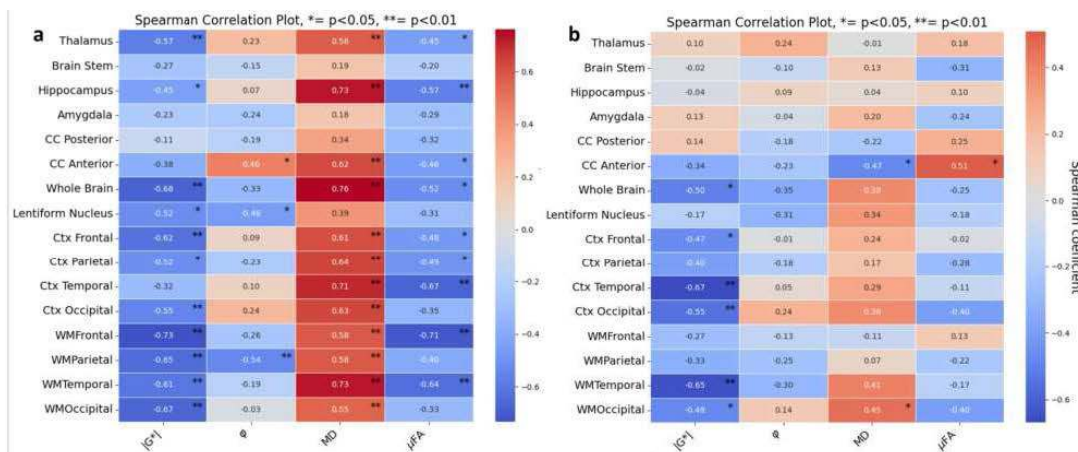 Spearman Correlation Plot, *= p<0.05, **= p<0.01
a
Thalamus -0.57 ** 0.23 0.58 ** -0.45 *
Brain Stem -0.27 -0.15 0.19 -0.20
Hippocampus -0.45 * 0.07 0.73 ** -0.57 **
Amygdala -0.23 -0.24 0.18 -0.29
CC Posterior -0.11 -0.19 0.34 -0.32
CC Anterior -0.38 0.46 * 0.62 ** -0.46 *
Whole Brain -0.68 ** -0.33 0.76 ** -0.52 *
Lentiform Nucleus -0.52 * -0.46 * 0.39 -0.31
Ctx Frontal -0.62 ** 0.09 0.61 ** -0.48 *
Ctx Parietal -0.52 * -0.23 0.64 ** -0.49 *
Ctx Temporal -0.32 0.10 0.71 ** -0.67 **
Ctx Occipital -0.55 ** 0.24 0.63 ** -0.35
WMFrontal -0.73 ** -0.26 0.58 ** -0.71 **
WMParietal -0.65 ** -0.54 ** 0.58 ** -0.40
WMTemporal -0.61 ** -0.19 0.73 ** -0.64 **
WMOccipital -0.67 ** -0.03 0.55 ** -0.33
|G*| φ MD μFA
0.6
0.4
0.2
0.0
−0.2
−0.4
−0.6
Spearman Correlation Plot, *= p<0.05, **= p<0.01
b
Thalamus 0.10 0.24 -0.01 0.18
Brain Stem -0.02 -0.10 0.13 -0.31
Hippocampus -0.04 0.09 0.04 0.10
Amygdala 0.13 -0.04 0.20 -0.24
CC Posterior 0.14 -0.18 -0.22 0.25
CC Anterior -0.34 -0.23 -0.47 * 0.51 *
Whole Brain -0.50 * -0.35 0.39 -0.25
Lentiform Nucleus -0.17 -0.31 0.34 -0.18
Ctx Frontal -0.47 * -0.01 0.24 -0.02
Ctx Parietal -0.40 -0.18 0.17 -0.28
Ctx Temporal -0.67 ** 0.05 0.29 -0.11
Ctx Occipital -0.55 ** 0.24 0.36 -0.40
WMFrontal -0.27 -0.13 -0.11 0.13
WMParietal -0.33 -0.25 0.07 -0.22
WMTemporal -0.65 ** -0.30 0.41 -0.17
WMOccipital -0.48 * 0.14 0.45 * -0.40
|G*| φ MD μFA
0.4
0.2
0.0
−0.2
−0.4
−0.6
Spearman coefficient